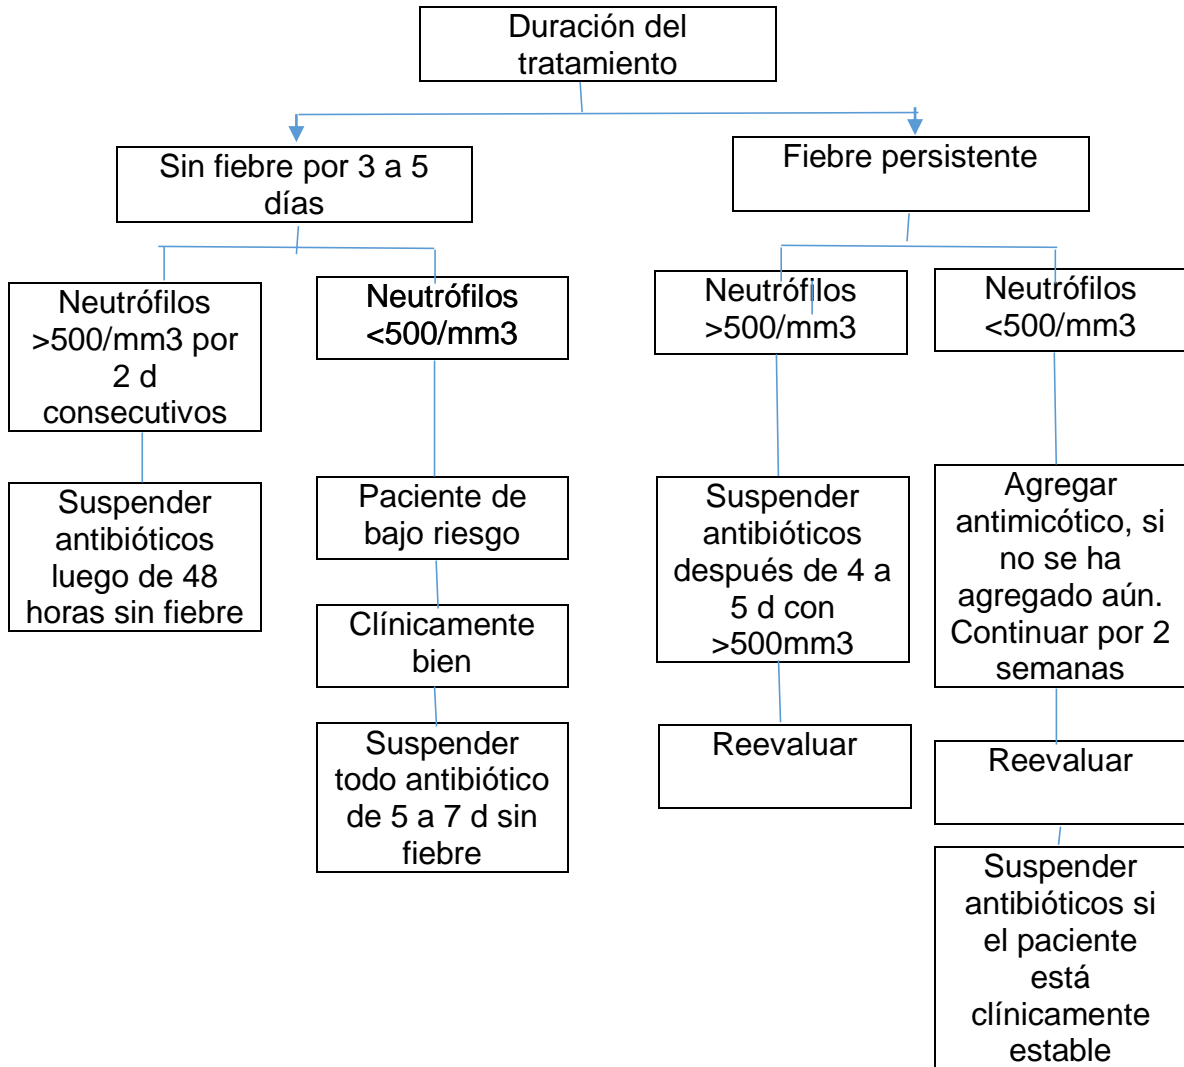 Duración del
tratamiento
Sin fiebre por 3 a 5
días
Fiebre persistente
Neutrófilos
>500/mm3 por
2 d
consecutivos
Neutrófilos
<500/mm3
Neutrófilos
>500/mm3
Neutrófilos
<500/mm3
Suspender
antibióticos
luego de 48
horas sin fiebre
Paciente de
bajo riesgo
Clínicamente
bien
Suspender
todo antibiótico
de 5 a 7 d sin
fiebre
Suspender
antibióticos
después de 4 a
5 d con
>500mm3
Reevaluar
Agregar
antimicótico, si
no se ha
agregado aún.
Continuar por 2
semanas
Reevaluar
Suspender
antibióticos si
el paciente
está
clínicamente
estable